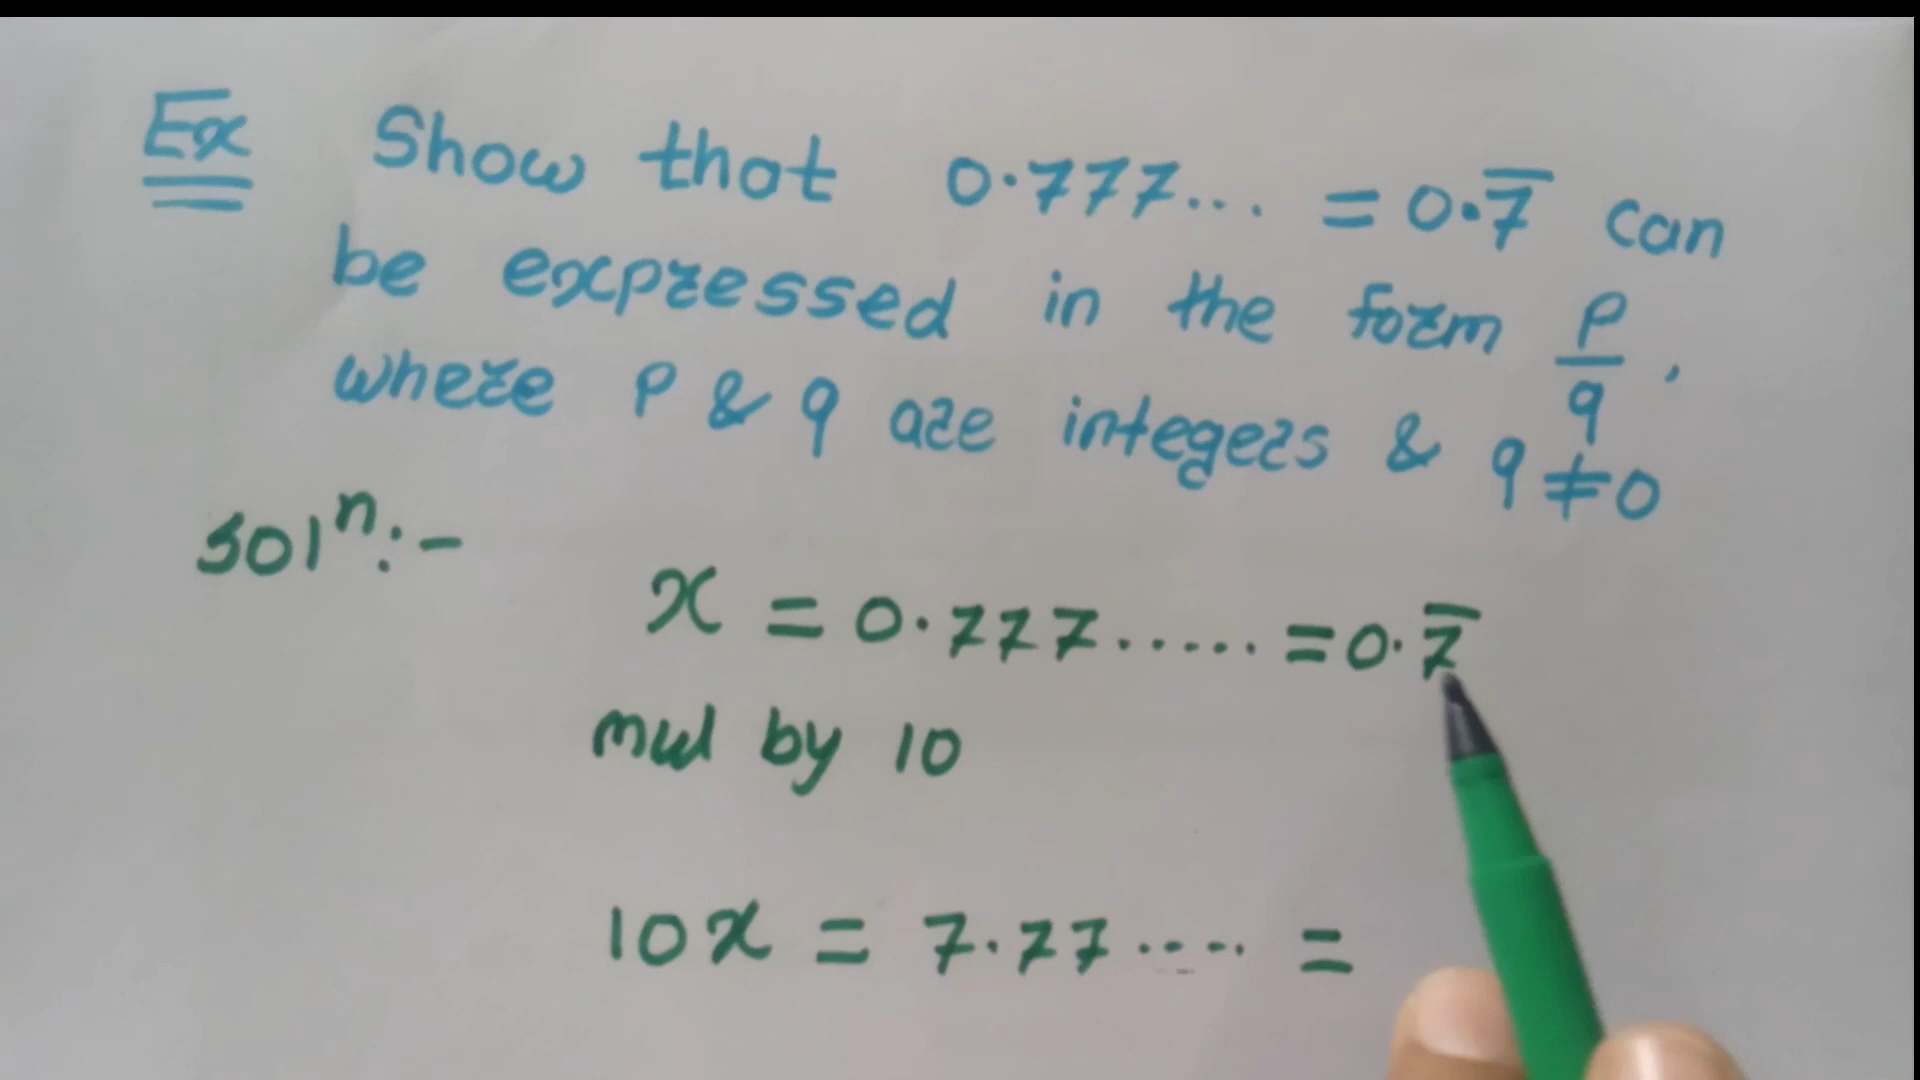 Ex Show that 0.777... = 0.7̅ can
be expressed in the form p/q,
where P & q are integers & q ≠ 0
solⁿ:-
x = 0.777..... = 0.7̅
mul by 10
10x = 7.77.... =